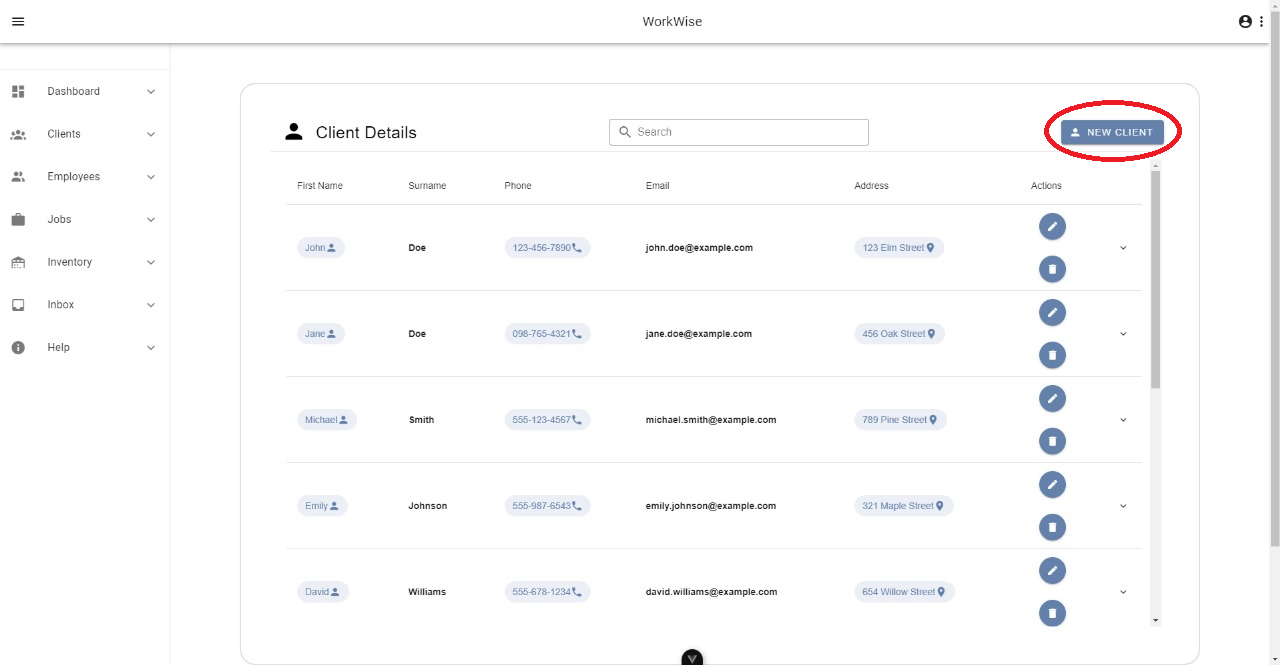 WorkWise
Dashboard
Clients
Employees
Jobs
Inventory
Inbox
Help
Client Details
Search
NEW CLIENT
First Name Surname Phone Email Address Actions
John Doe 123-456-7890 john.doe@example.com 123 Elm Street
Jane Doe 098-765-4321 jane.doe@example.com 456 Oak Street
Michael Smith 555-123-4567 michael.smith@example.com 789 Pine Street
Emily Johnson 555-987-6543 emily.johnson@example.com 321 Maple Street
David Williams 555-678-1234 david.williams@example.com 654 Willow Street